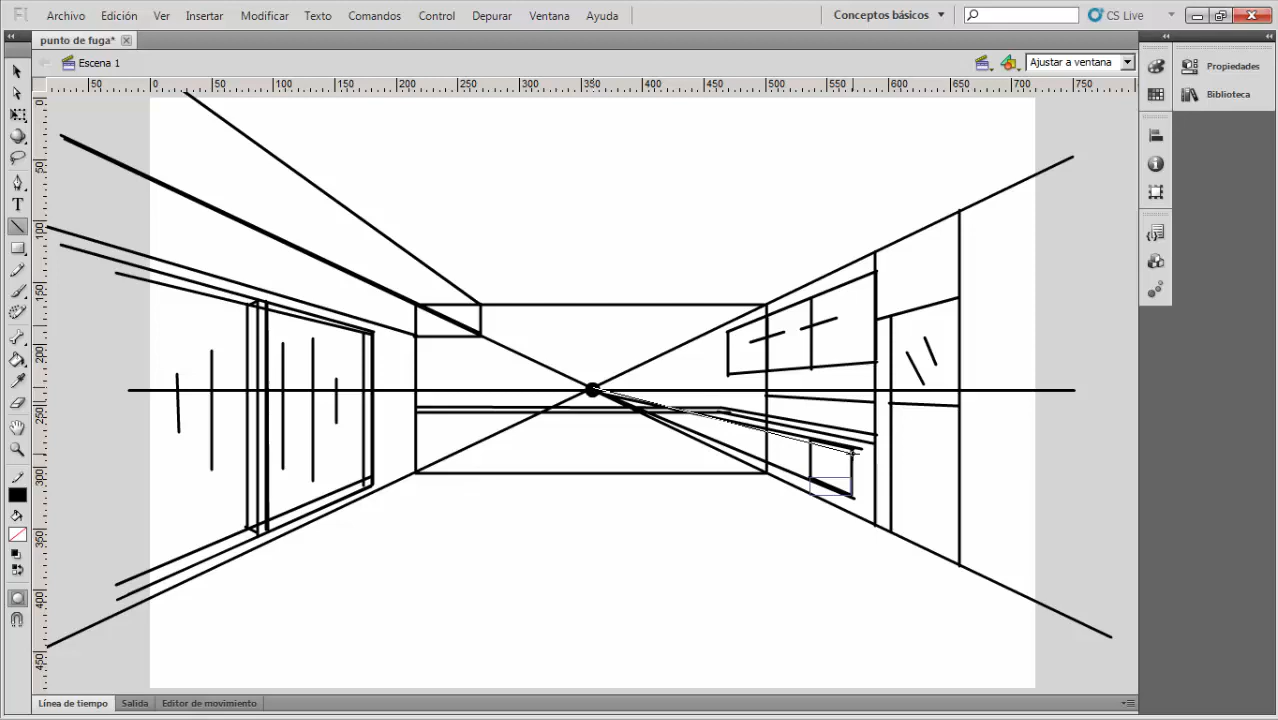 Fl Archivo Edición Ver Insertar Modificar Texto Comandos Control Depurar Ventana Ayuda Conceptos básicos CS Live
punto de fuga*
Escena 1 Ajustar a ventana
50 0 50 100 150 200 250 300 350 400 450 500 550 600 650 700 750
0
50
100
150
200
250
300
350
400
450
Propiedades
Biblioteca
T
Línea de tiempo Salida Editor de movimiento